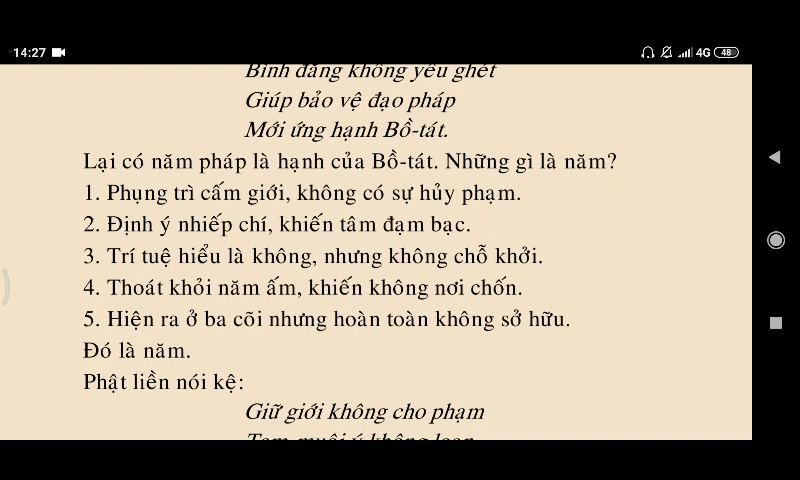 14:27
4G 48
Bình đẳng không yêu ghét
Giúp bảo vệ đạo pháp
Mới ứng hạnh Bồ-tát.
Lại có năm pháp là hạnh của Bồ-tát. Những gì là năm?
1. Phụng trì cấm giới, không có sự hủy phạm.
2. Định ý nhiếp chí, khiến tâm đạm bạc.
3. Trí tuệ hiểu là không, nhưng không chỗ khởi.
4. Thoát khỏi năm ấm, khiến không nơi chốn.
5. Hiện ra ở ba cõi nhưng hoàn toàn không sở hữu.
Đó là năm.
Phật liền nói kệ:
Giữ giới không cho phạm
Tam-muội ý không loạn